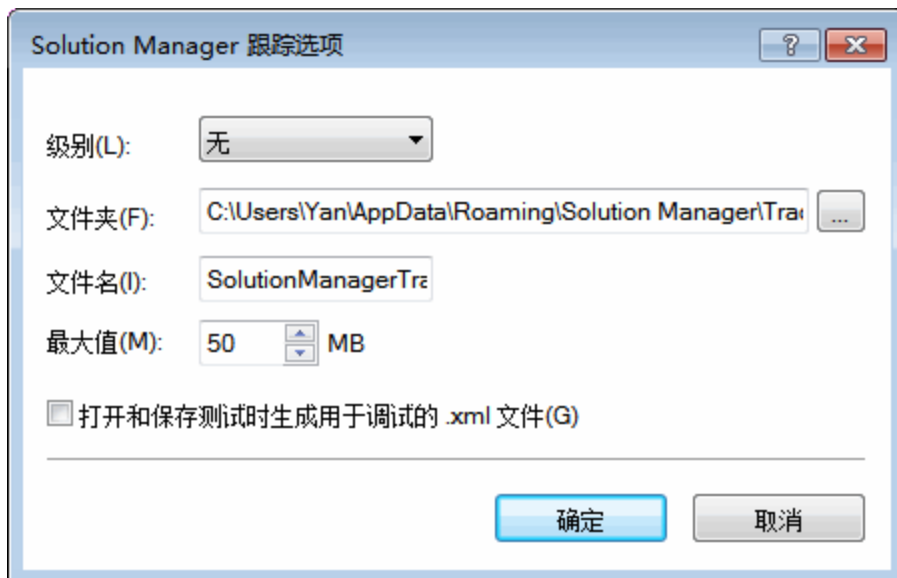 Solution Manager 跟踪选项
级别(L): 无
文件夹(F): C:\Users\Yan\AppData\Roaming\Solution Manager\Trac ...
文件名(I): SolutionManagerTra
最大值(M): 50 MB
打开和保存测试时生成用于调试的 .xml 文件(G)
确定 取消